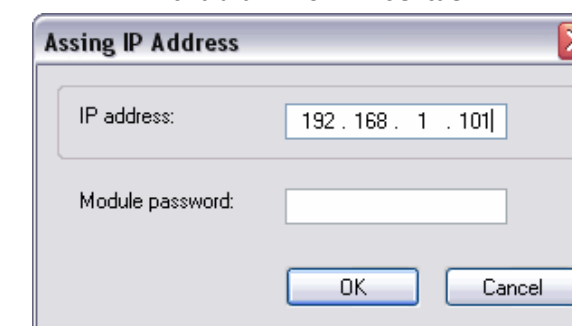 Assing IP Address
IP address: 192 . 168 . 1 . 101
Module password:
OK Cancel